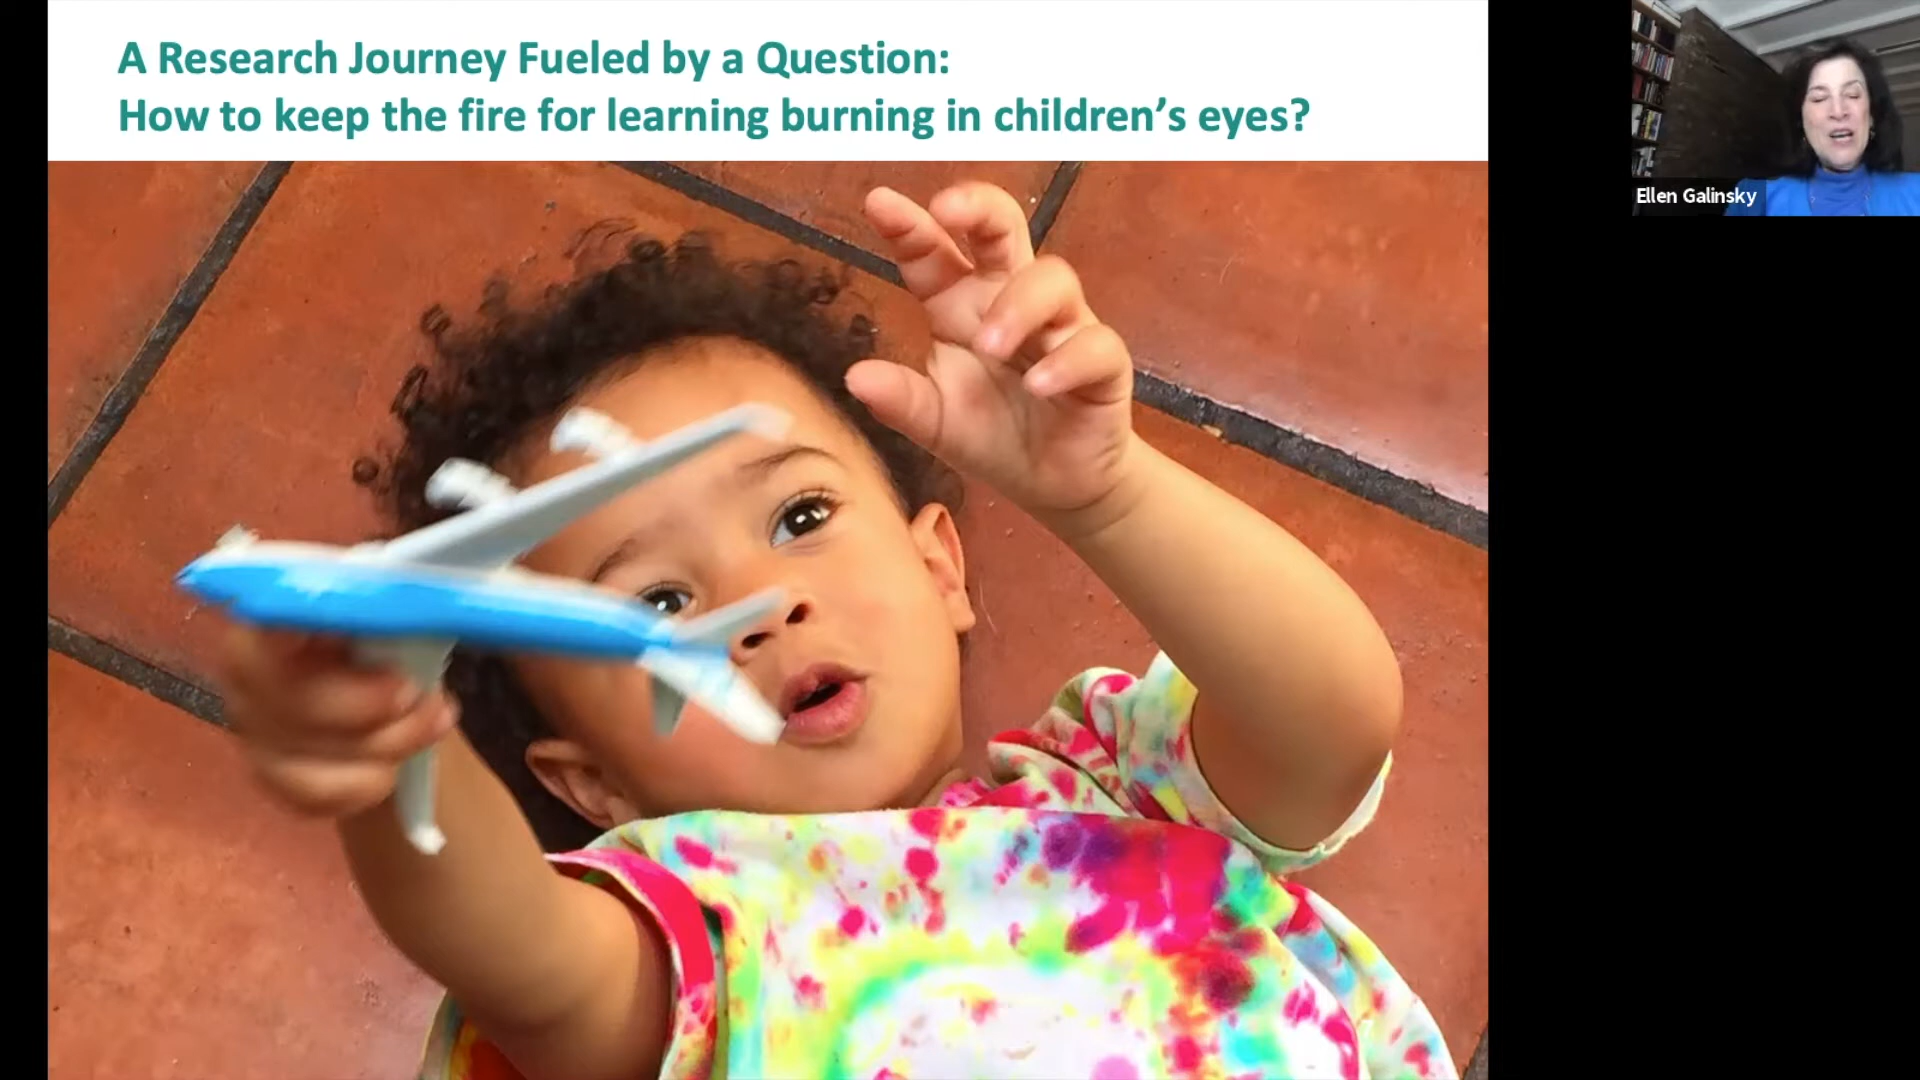 A Research Journey Fueled by a Question:
How to keep the fire for learning burning in children’s eyes?
Ellen Galinsky